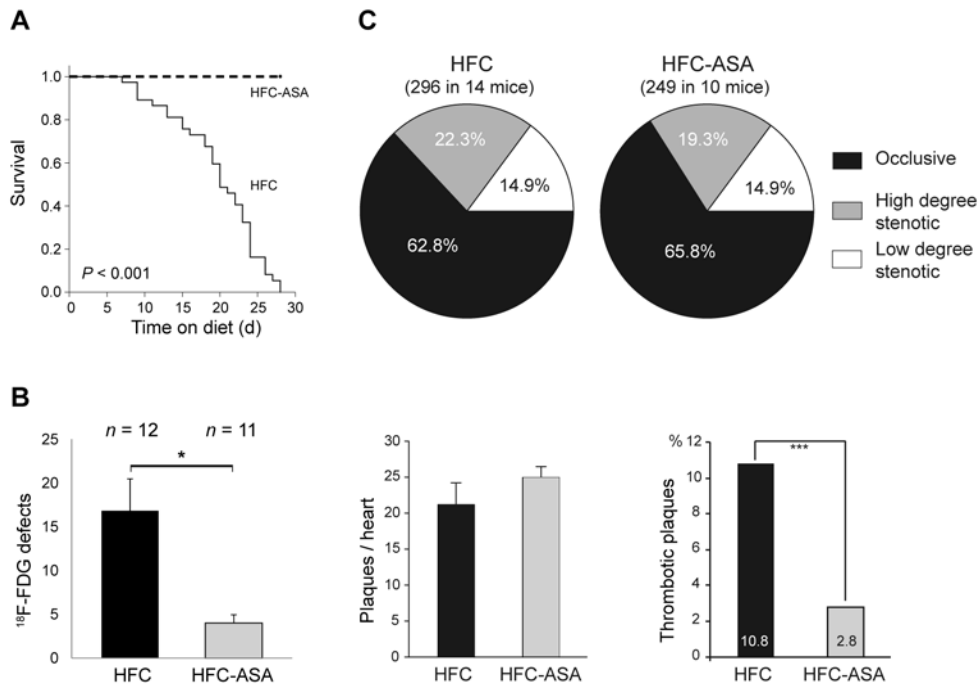 A
1.0
0.8
0.6
0.4
0.2
0.0
Survival
HFC-ASA
HFC
P < 0.001
0 5 10 15 20 25 30
Time on diet (d)
C
HFC
(296 in 14 mice)
22.3%
14.9%
62.8%
HFC-ASA
(249 in 10 mice)
19.3%
14.9%
65.8%
Occlusive
High degree
stenotic
Low degree
stenotic
B
n = 12 n = 11
25
20
15
10
5
0
¹⁸F-FDG defects
*
HFC HFC-ASA
30
25
20
15
10
5
0
Plaques / heart
HFC HFC-ASA
% 12
10
8
6
4
2
0
Thrombotic plaques
***
10.8 2.8
HFC HFC-ASA